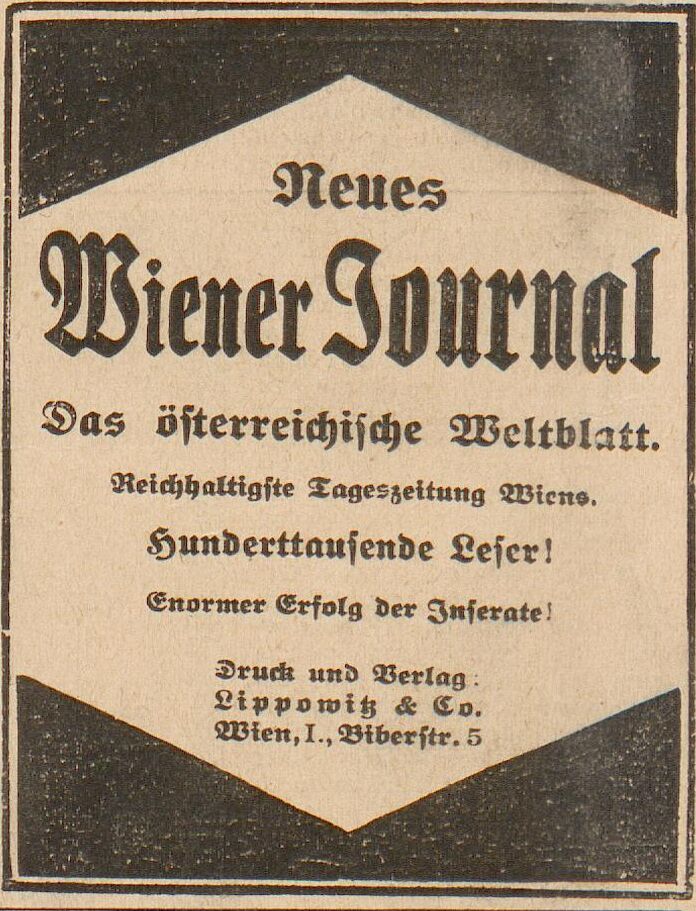 Neues
Wiener Journal
Das österreichische Weltblatt.
Reichhaltigste Tageszeitung Wiens.
Hunderttausende Leser!
Enormer Erfolg der Inserate!
Druck und Verlag:
Lippowitz & Co.
Wien, I., Biberstr. 5